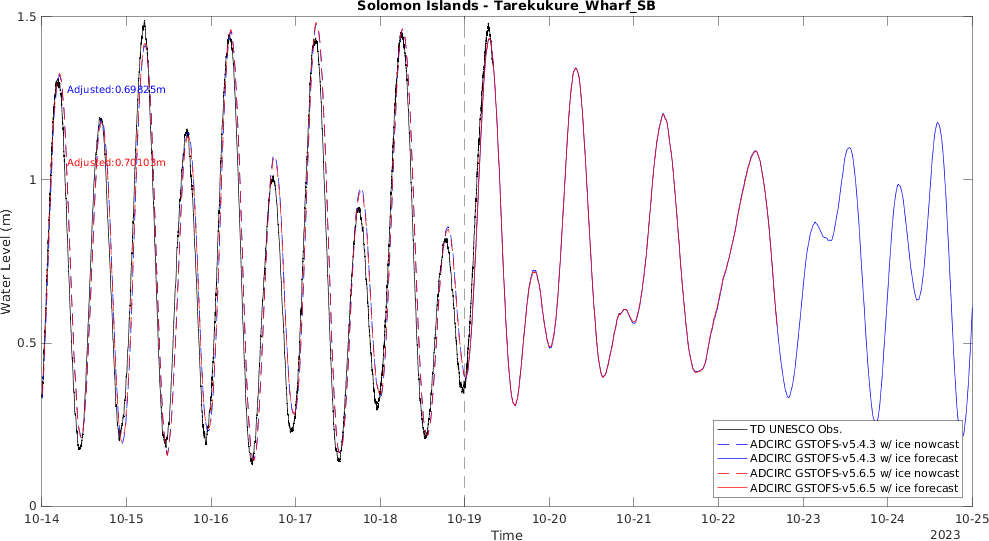 Solomon Islands - Tarekukure_Wharf_SB
1.5
1
0.5
0
Water Level (m)
Adjusted:0.69825m
Adjusted:0.70103m
TD UNESCO Obs.
ADCIRC GSTOFS-v5.4.3 w/ ice nowcast
ADCIRC GSTOFS-v5.4.3 w/ ice forecast
ADCIRC GSTOFS-v5.6.5 w/ ice nowcast
ADCIRC GSTOFS-v5.6.5 w/ ice forecast
10-14 10-15 10-16 10-17 10-18 10-19 10-20 10-21 10-22 10-23 10-24 10-25
Time
2023